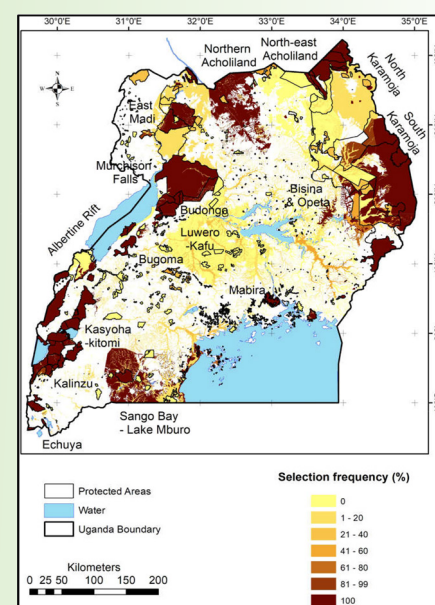 30°0'E 31°0'E 32°0'E 33°0'E 34°0'E 35°0'E
Northern Acholiland
North-east Acholiland
North Karamoja
South Karamoja
N
W E
S
East Madi
Murchison Falls
Albertine Rift
Budongo
Bisina & Opeta
Luwero -Kafu
Bugoma
Mabira
Kasyoha -kitomi
Kalinzu
Sango Bay - Lake Mburo
Echuya
Protected Areas
Water
Uganda Boundary
Kilometers
0 25 50 100 150 200
Selection frequency (%)
0
1 - 20
21 - 40
41 - 60
61 - 80
81 - 99
100